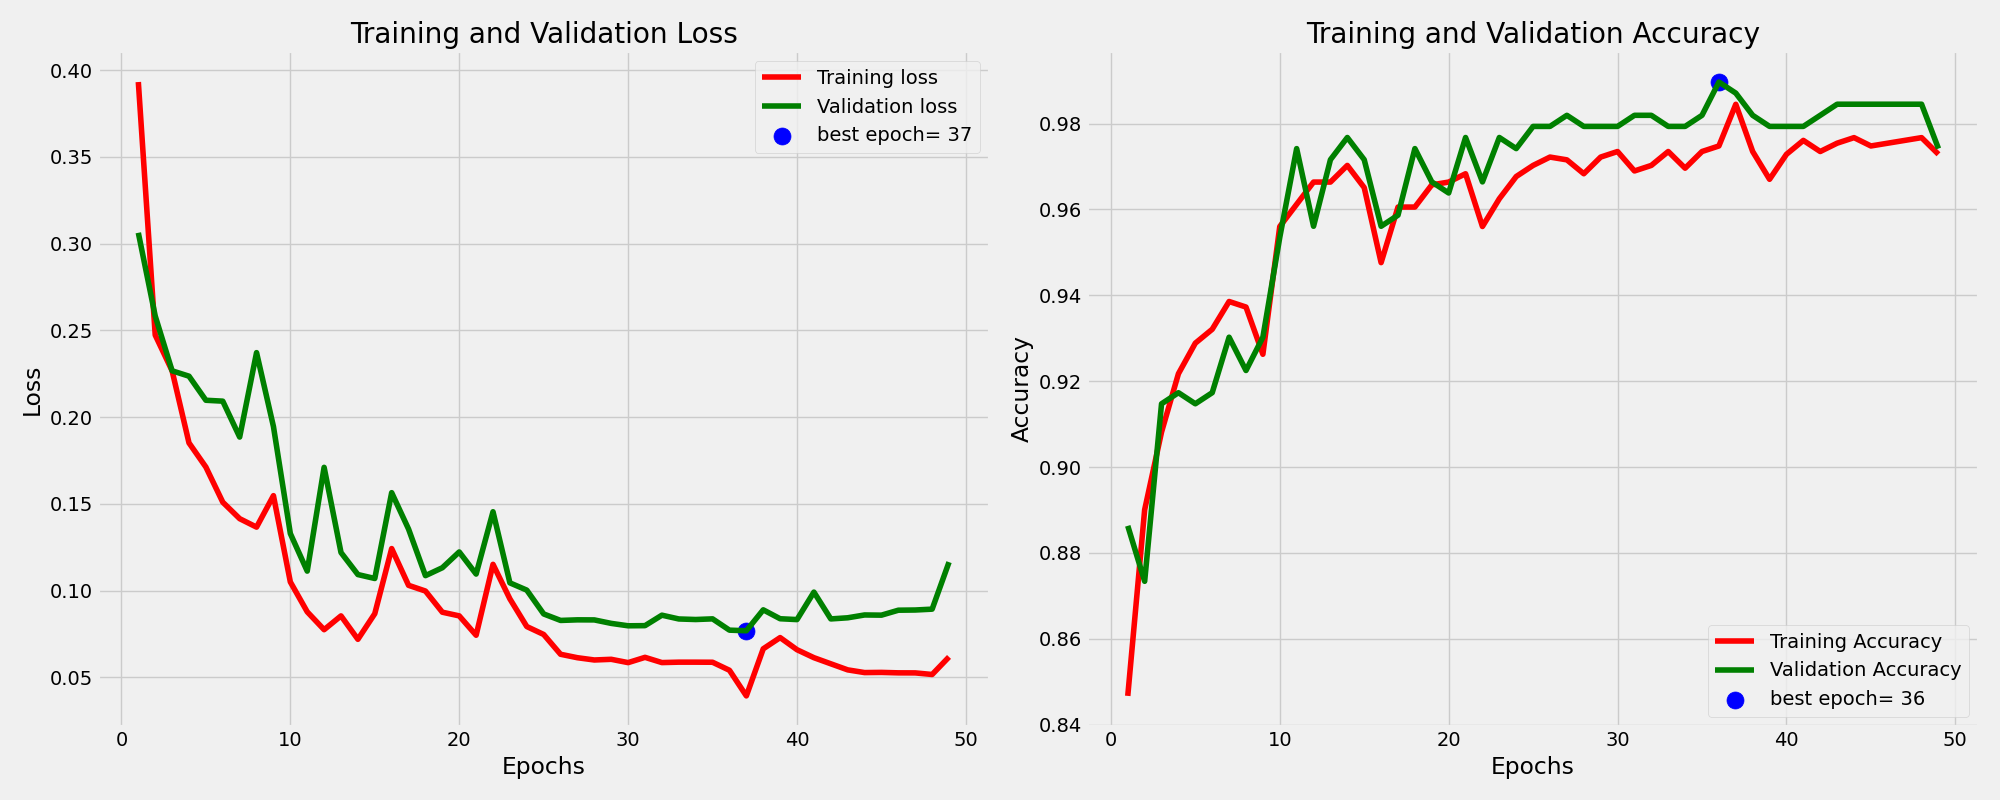 Training and Validation Loss
Training loss
Validation loss
best epoch= 37
0.40
0.35
0.30
0.25
0.20
0.15
0.10
0.05
Loss
0
10
20
30
40
50
Epochs
Training and Validation Accuracy
0.98
0.96
0.94
0.92
0.90
0.88
0.86
0.84
Accuracy
Training Accuracy
Validation Accuracy
best epoch= 36
0
10
20
30
40
50
Epochs